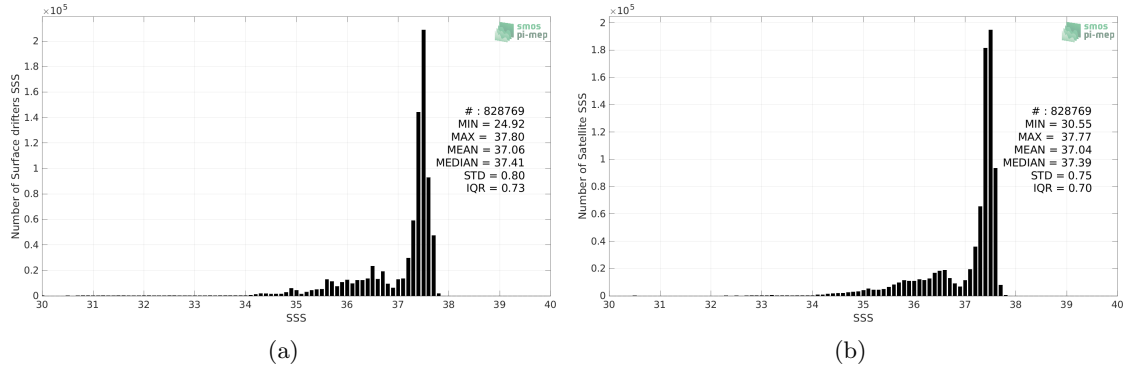 ×10⁵
2
1.8
1.6
1.4
1.2
1
0.8
0.6
0.4
0.2
0
Number of Surface drifters SSS
30 31 32 33 34 35 36 37 38 39 40
SSS
smos
pi-mep
# : 828769
MIN = 24.92
MAX = 37.80
MEAN = 37.06
MEDIAN = 37.41
STD = 0.80
IQR = 0.73
(a)
×10⁵
2
1.8
1.6
1.4
1.2
1
0.8
0.6
0.4
0.2
0
Number of Satellite SSS
30 31 32 33 34 35 36 37 38 39 40
SSS
smos
pi-mep
# : 828769
MIN = 30.55
MAX = 37.77
MEAN = 37.04
MEDIAN = 37.39
STD = 0.75
IQR = 0.70
(b)